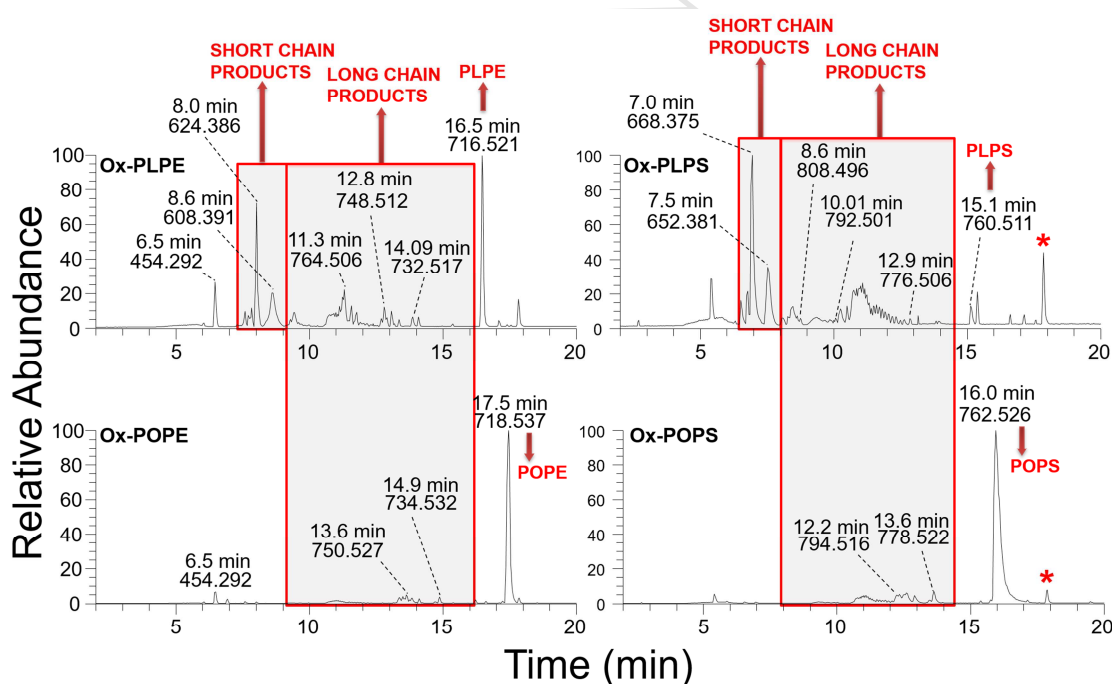 Relative Abundance
SHORT CHAIN
PRODUCTS
LONG CHAIN
PRODUCTS
PLPE
8.0 min
624.386
16.5 min
716.521
100
80
60
40
20
0
Ox-PLPE
12.8 min
748.512
8.6 min
608.391
6.5 min
454.292
11.3 min
764.506
14.09 min
732.517
5
10
15
20
SHORT CHAIN
PRODUCTS
LONG CHAIN
PRODUCTS
7.0 min
668.375
100
80
60
40
20
0
Ox-PLPS
8.6 min
808.496
PLPS
7.5 min
652.381
10.01 min
792.501
15.1 min
760.511
*
12.9 min
776.506
5
10
15
20
100
80
60
40
20
0
Ox-POPE
17.5 min
718.537
POPE
14.9 min
734.532
13.6 min
750.527
6.5 min
454.292
5
10
15
20
100
80
60
40
20
0
Ox-POPS
16.0 min
762.526
POPS
12.2 min
794.516
13.6 min
778.522
*
5
10
15
20
Time (min)